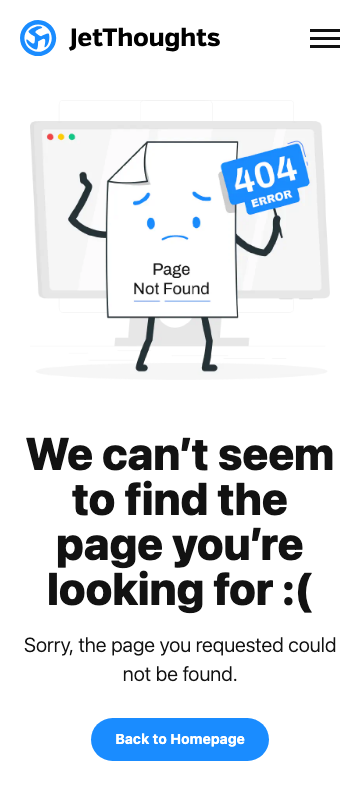 JetThoughts
404
ERROR
Page
Not Found
We can’t seem
to find the
page you’re
looking for :(
Sorry, the page you requested could
not be found.
Back to Homepage